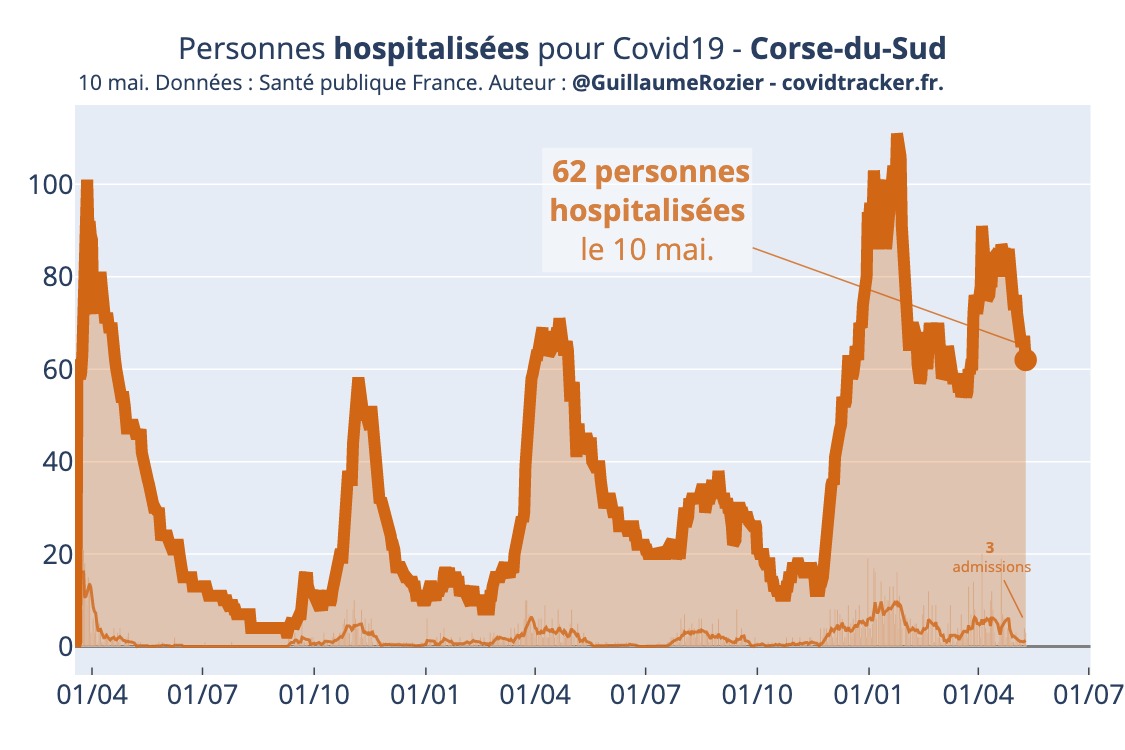 Personnes hospitalisées pour Covid19 - Corse-du-Sud
10 mai. Données : Santé publique France. Auteur : @GuillaumeRozier - covidtracker.fr.
62 personnes
hospitalisées
le 10 mai.
100
80
60
40
20
0
3
admissions
01/04 01/07 01/10 01/01 01/04 01/07 01/10 01/01 01/04 01/07